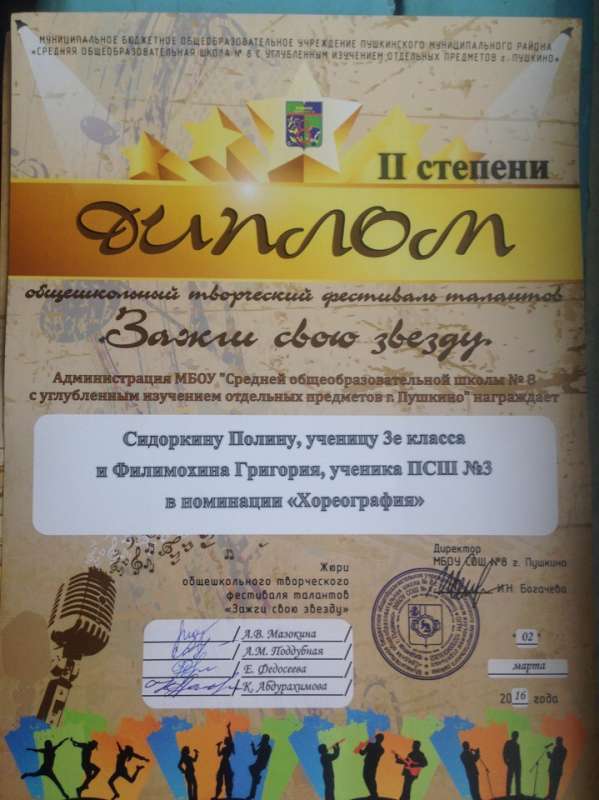 МУНИЦИПАЛЬНОЕ БЮДЖЕТНОЕ ОБЩЕОБРАЗОВАТЕЛЬНОЕ УЧРЕЖДЕНИЕ ПУШКИНСКОГО МУНИЦИПАЛЬНОГО РАЙОНА
«СРЕДНЯЯ ОБЩЕОБРАЗОВАТЕЛЬНАЯ ШКОЛА № 8 С УГЛУБЛЕННЫМ ИЗУЧЕНИЕМ ОТДЕЛЬНЫХ ПРЕДМЕТОВ г. ПУШКИНО»
II степени
ДИПЛОМ
общешкольный творческий фестиваль талантов
«Зажги свою звезду»
Администрация МБОУ "Средней общеобразовательной школы № 8
с углубленным изучением отдельных предметов г. Пушкино" награждает
Сидоркину Полину, ученицу 3е класса
и Филимохина Григория, ученика ПСШ №3
в номинации «Хореография»
Жюри
общешкольного творческого
фестиваля талантов
«Зажги свою звезду»
Директор
МБОУ СОШ №8 г. Пушкино
И.Н. Богачева
/ А.В. Мазокина /
/ А.М. Поддубная /
/ Е. Федосеева /
/ К. Абдурахимова /
« 02 »
марта
20 16 года